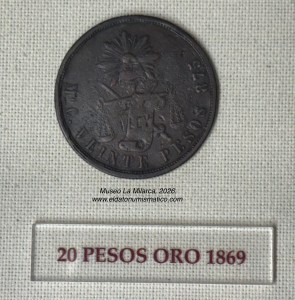 VEINTE PESOS
Museo La Milarca, 2026.
www.eldatonumismatico.com
20 PESOS ORO 1869